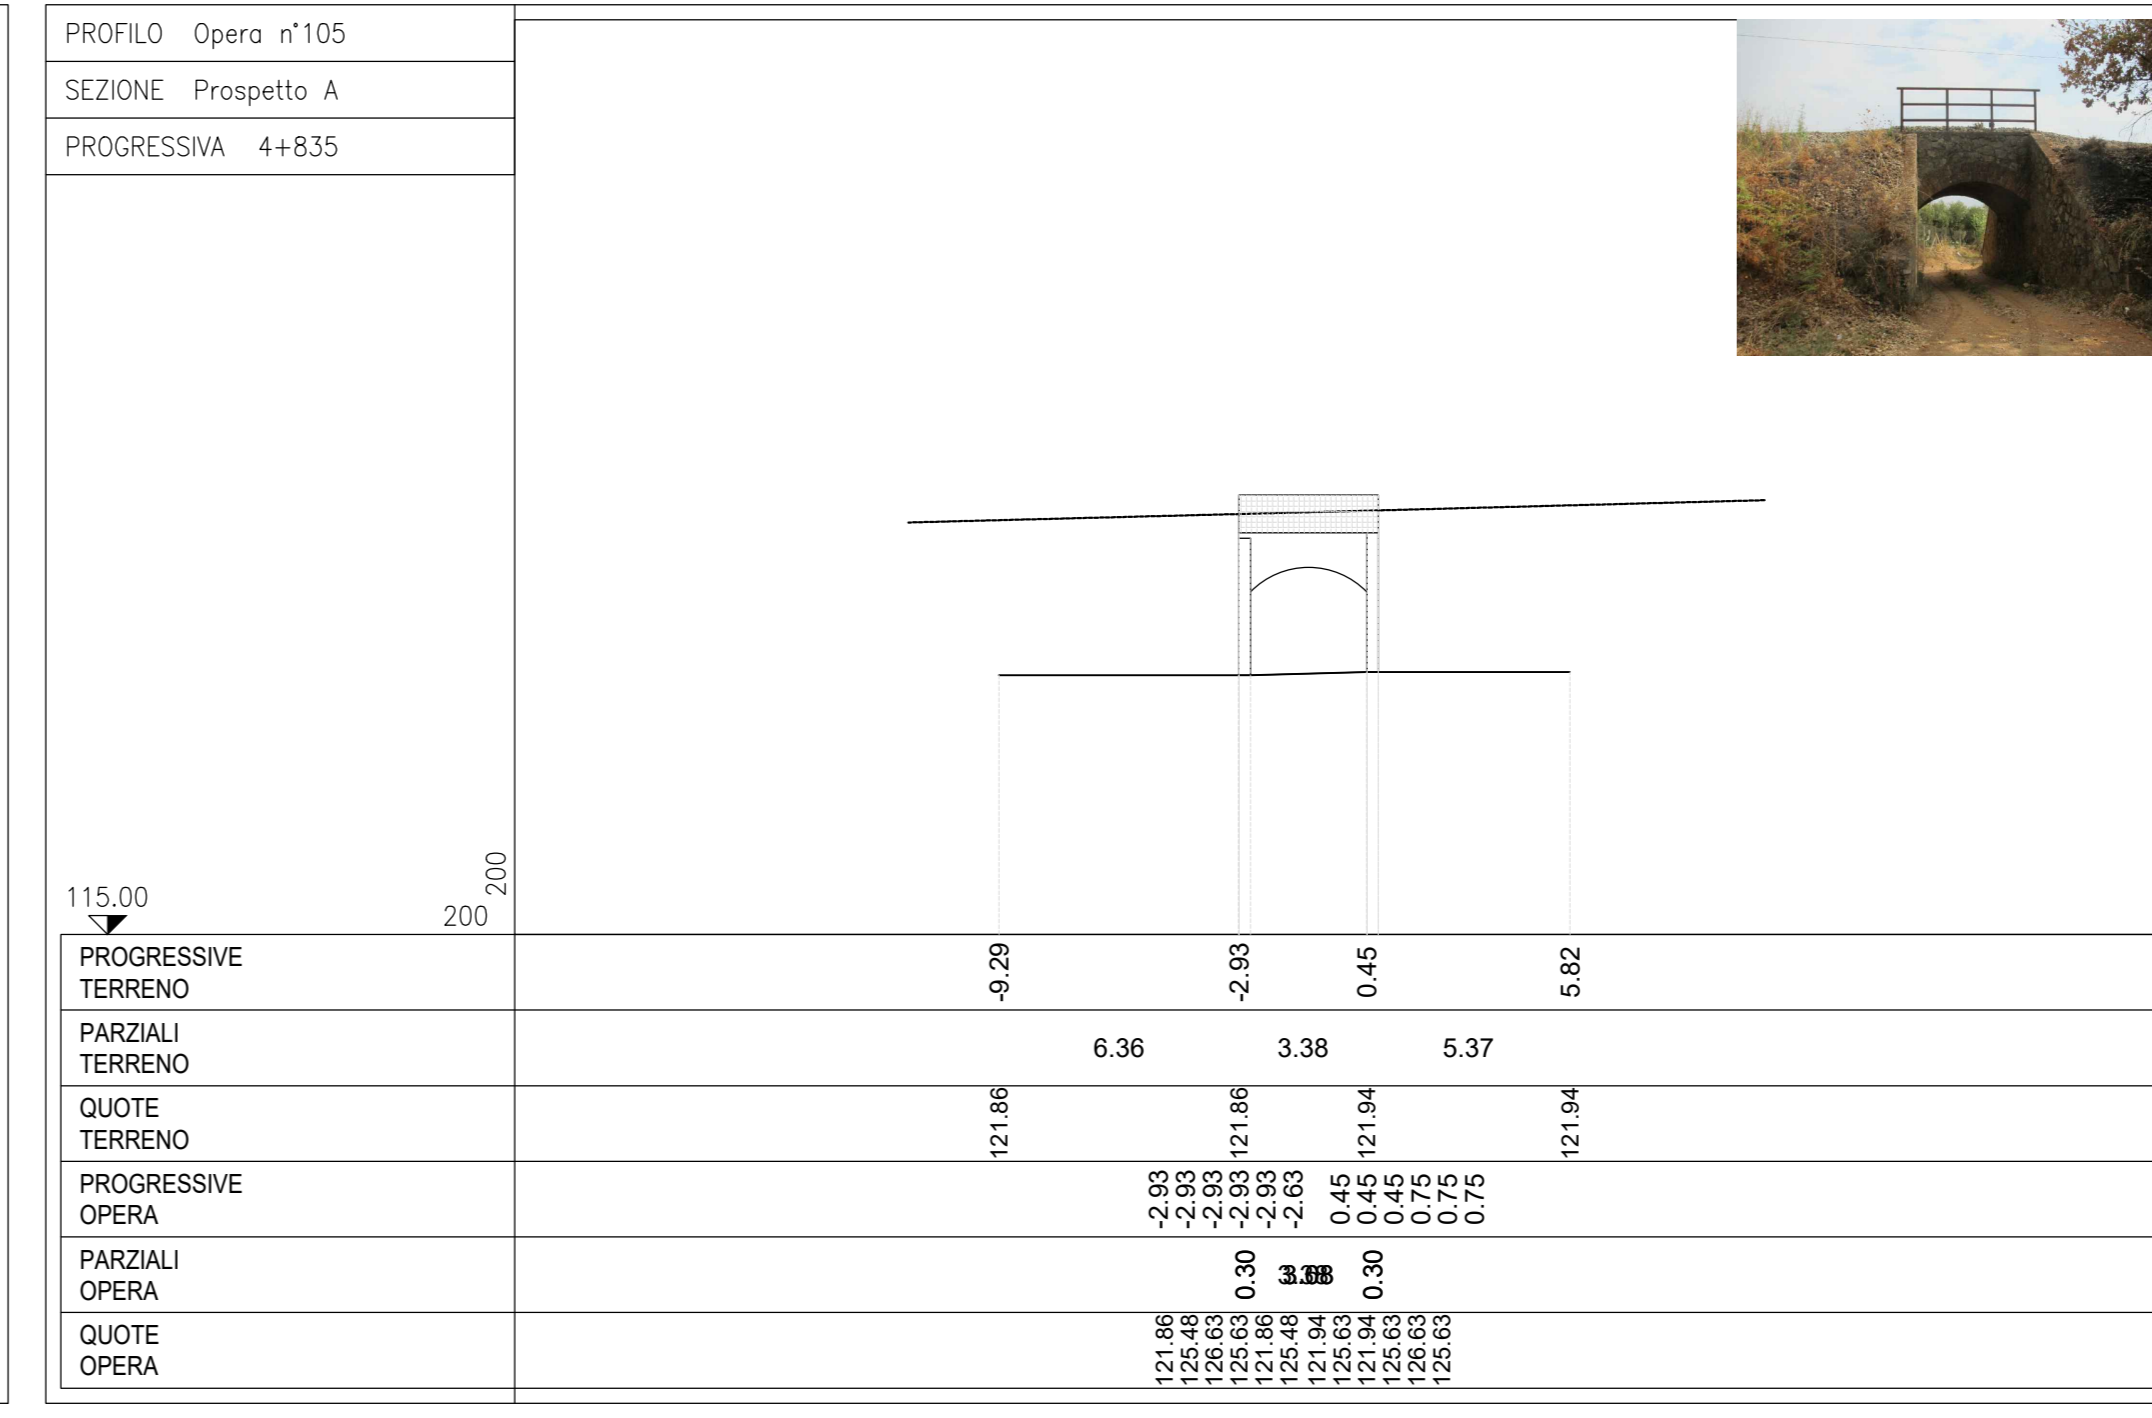 PROFILO Opera n°105
SEZIONE Prospetto A
PROGRESSIVA 4+835
200
115.00
200
PROGRESSIVE
TERRENO
-9.29 -2.93 0.45 5.82
PARZIALI
TERRENO
6.36 3.38 5.37
QUOTE
TERRENO
121.86 121.86 121.94 121.94
PROGRESSIVE
OPERA
-2.93 -2.93 -2.93 -2.93 -2.93 -2.63 0.45 0.45 0.45 0.75 0.75 0.75
PARZIALI
OPERA
0.30 0.30
QUOTE
OPERA
121.86 125.48 126.63 125.63 121.86 125.48 121.94 125.63 121.94 125.63 126.63 125.63